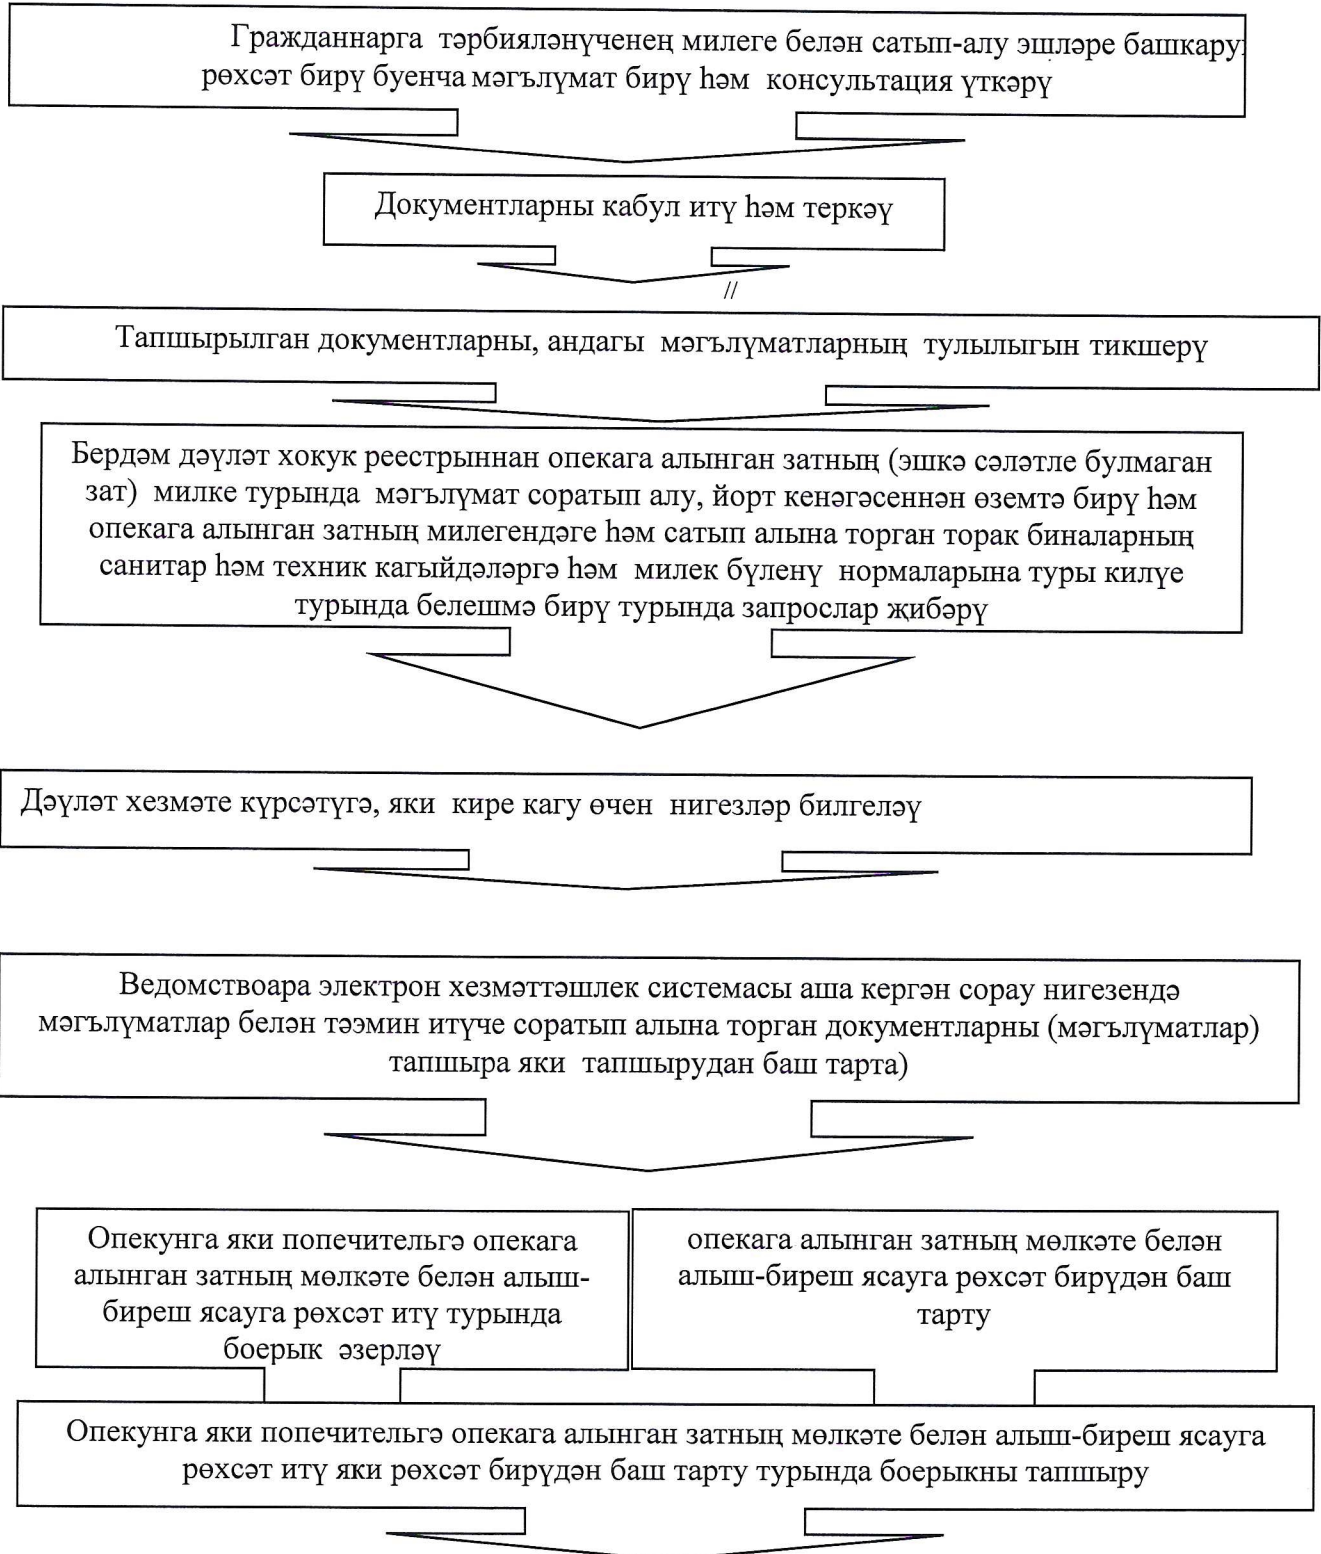 Гражданнарга тәрбияләнүченең милеге белән сатып-алу эшләре башкару
рөхсәт бирү буенча мәгълүмат бирү һәм консультация үткәрү
Документларны кабул итү һәм теркәү
//
Тапшырылган документларны, андагы мәгълүматларның тулылыгын тикшерү
Бердәм дәүләт хокук реестрыннан опекага алынган затның (эшкә сәләтле булмаган
зат) милке турында мәгълүмат соратып алу, йорт кенәгәсеннән өземтә бирү һәм
опекага алынган затның милегендәге һәм сатып алына торган торак биналарның
санитар һәм техник кагыйдәләргә һәм милек бүленү нормаларына туры килүе
турында белешмә бирү турында запрослар җибәрү
Дәүләт хезмәте күрсәтүгә, яки кире кагу өчен нигезләр билгеләү
Ведомствоара электрон хезмәттәшлек системасы аша кергән сорау нигезендә
мәгълүматлар белән тәэмин итүче соратып алына торган документларны (мәгълүматлар)
тапшыра яки тапшырудан баш тарта)
Опекунга яки попечительгә опекага
алынган затның мөлкәте белән алыш-
биреш ясауга рөхсәт итү турында
боерык әзерләү
опекага алынган затның мөлкәте белән
алыш-биреш ясауга рөхсәт бирүдән баш
тарту
Опекунга яки попечительгә опекага алынган затның мөлкәте белән алыш-биреш ясауга
рөхсәт итү яки рөхсәт бирүдән баш тарту турында боерыкны тапшыру